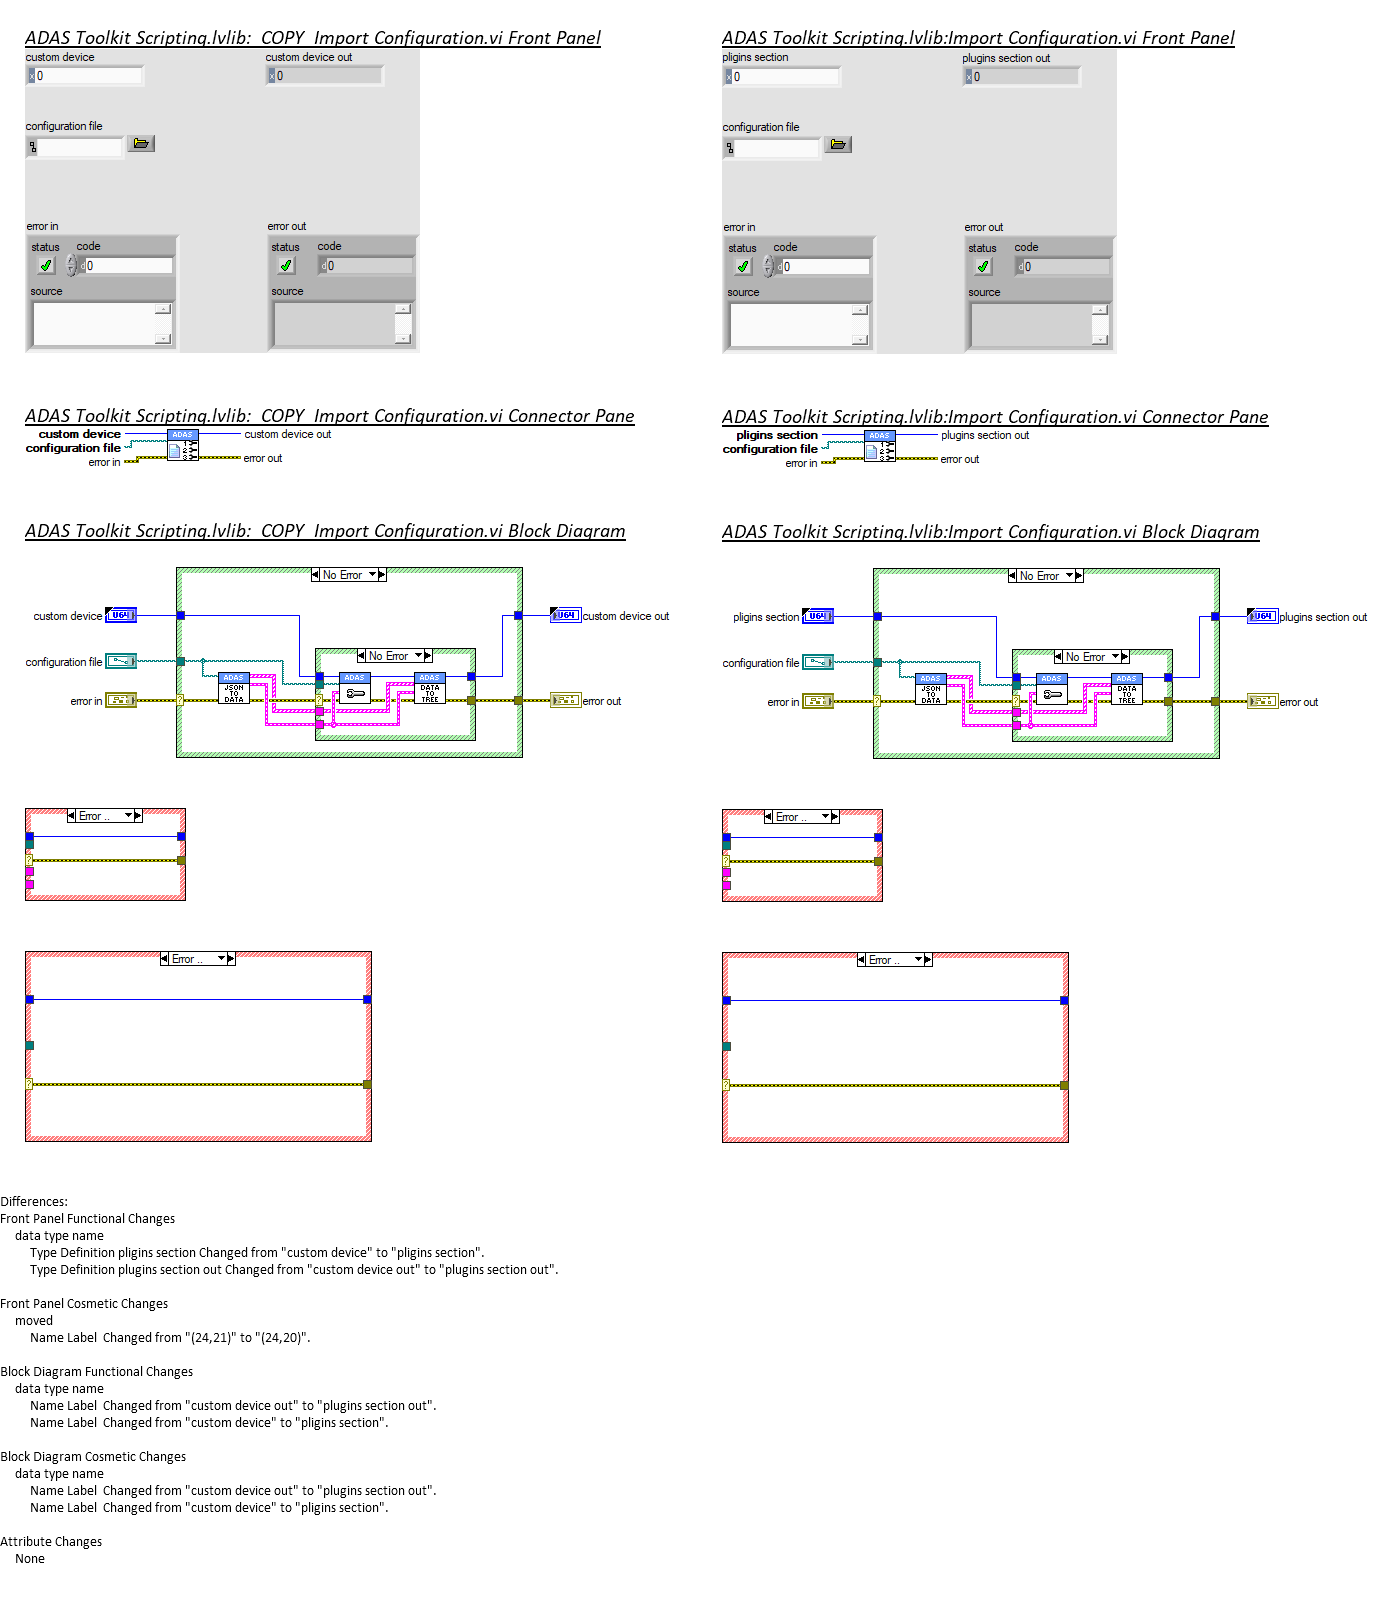 ADAS Toolkit Scripting.lvlib:  COPY  Import Configuration.vi Front Panel
custom device
custom device out
x 0
x 0
configuration file
error in
error out
status
code
status
code
d 0
d 0
source
source
ADAS Toolkit Scripting.lvlib:  COPY  Import Configuration.vi Connector Pane
custom device
configuration file
error in
ADAS
1
2
3
custom device out
error out
ADAS Toolkit Scripting.lvlib:  COPY  Import Configuration.vi Block Diagram
No Error
custom device
U64
U64
custom device out
configuration file
No Error
error in
ADAS
JSON
TO
DATA
ADAS
ADAS
DATA
TO
TREE
error out
?
?
Error ..
?
Error ..
?
ADAS Toolkit Scripting.lvlib:Import Configuration.vi Front Panel
pligins section
plugins section out
x 0
x 0
configuration file
error in
error out
status
code
status
code
d 0
d 0
source
source
ADAS Toolkit Scripting.lvlib:Import Configuration.vi Connector Pane
pligins section
configuration file
error in
ADAS
1
2
3
plugins section out
error out
ADAS Toolkit Scripting.lvlib:Import Configuration.vi Block Diagram
No Error
pligins section
U64
U64
plugins section out
configuration file
No Error
error in
ADAS
JSON
TO
DATA
ADAS
ADAS
DATA
TO
TREE
error out
?
?
Error ..
?
Error ..
?
Differences:
Front Panel Functional Changes
data type name
Type Definition pligins section Changed from "custom device" to "pligins section".
Type Definition plugins section out Changed from "custom device out" to "plugins section out".
Front Panel Cosmetic Changes
moved
Name Label  Changed from "(24,21)" to "(24,20)".
Block Diagram Functional Changes
data type name
Name Label  Changed from "custom device out" to "plugins section out".
Name Label  Changed from "custom device" to "pligins section".
Block Diagram Cosmetic Changes
data type name
Name Label  Changed from "custom device out" to "plugins section out".
Name Label  Changed from "custom device" to "pligins section".
Attribute Changes
None